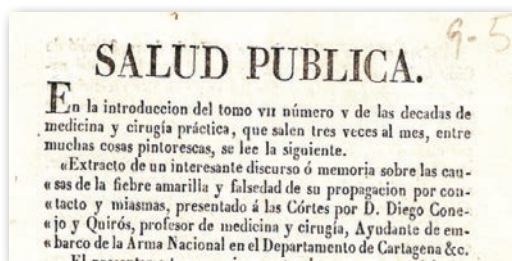 9-5
SALUD PUBLICA.
En la introduccion del tomo VII número V de las decadas de
medicina y cirugía práctica, que salen tres veces al mes, entre
muchas cosas pintorescas, se lee la siguiente.
«Extracto de un interesante discurso ó memoria sobre las cau-
« sas de la fiebre amarilla y falsedad de su propagacion por con-
« tacto y miasmas, presentado á las Córtes por D. Diego Cone-
« jo y Quirós, profesor de medicina y cirugía, Ayudante de em-
« barco de la Arma Nacional en el Departamento de Cartagena &c.